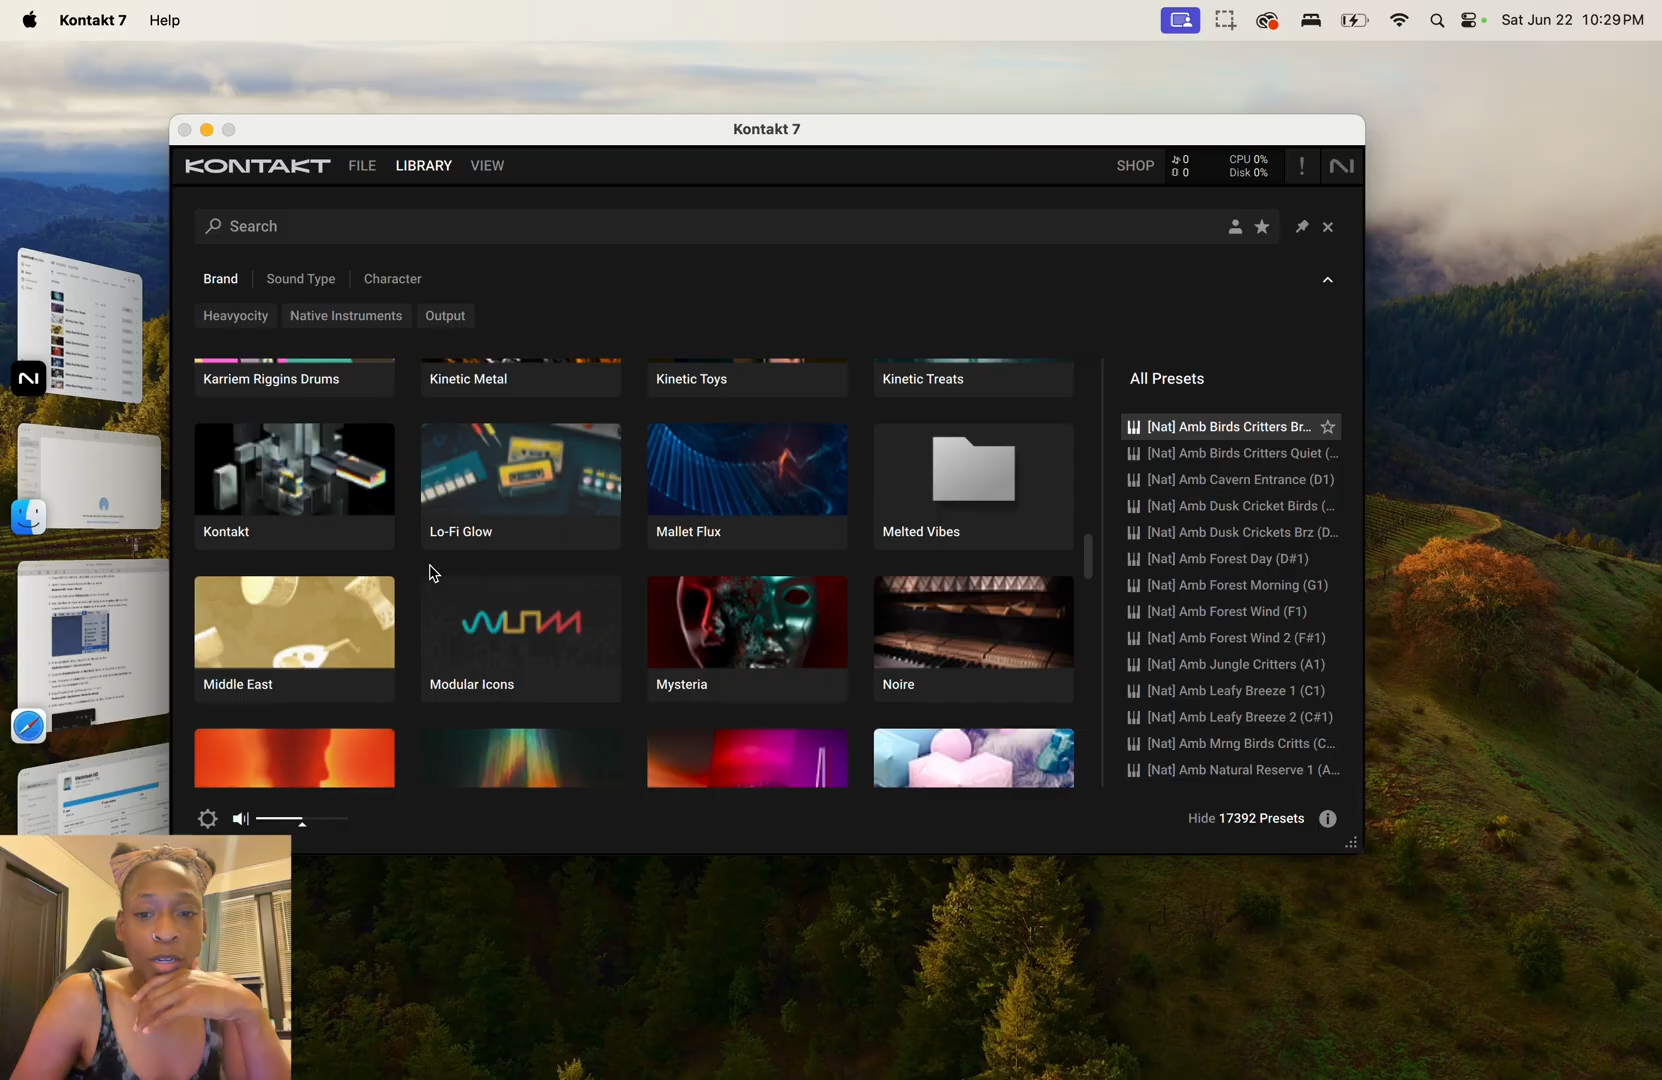 Kontakt 7
Help
Sat Jun 22 10:29 PM
Kontakt 7
KONTAKT
FILE
LIBRARY
VIEW
SHOP
0
0
CPU 0%
Disk 0%
!
Search
Brand
Sound Type
Character
Heavyocity
Native Instruments
Output
Karriem Riggins Drums
Kinetic Metal
Kinetic Toys
Kinetic Treats
Kontakt
Lo-Fi Glow
Mallet Flux
Melted Vibes
Middle East
Modular Icons
Mysteria
Noire
All Presets
[Nat] Amb Birds Critters Br...
[Nat] Amb Birds Critters Quiet (...
[Nat] Amb Cavern Entrance (D1)
[Nat] Amb Dusk Cricket Birds (...
[Nat] Amb Dusk Crickets Brz (D...
[Nat] Amb Forest Day (D#1)
[Nat] Amb Forest Morning (G1)
[Nat] Amb Forest Wind (F1)
[Nat] Amb Forest Wind 2 (F#1)
[Nat] Amb Jungle Critters (A1)
[Nat] Amb Leafy Breeze 1 (C1)
[Nat] Amb Leafy Breeze 2 (C#1)
[Nat] Amb Mrng Birds Critts (C...
[Nat] Amb Natural Reserve 1 (A...
Hide 17392 Presets